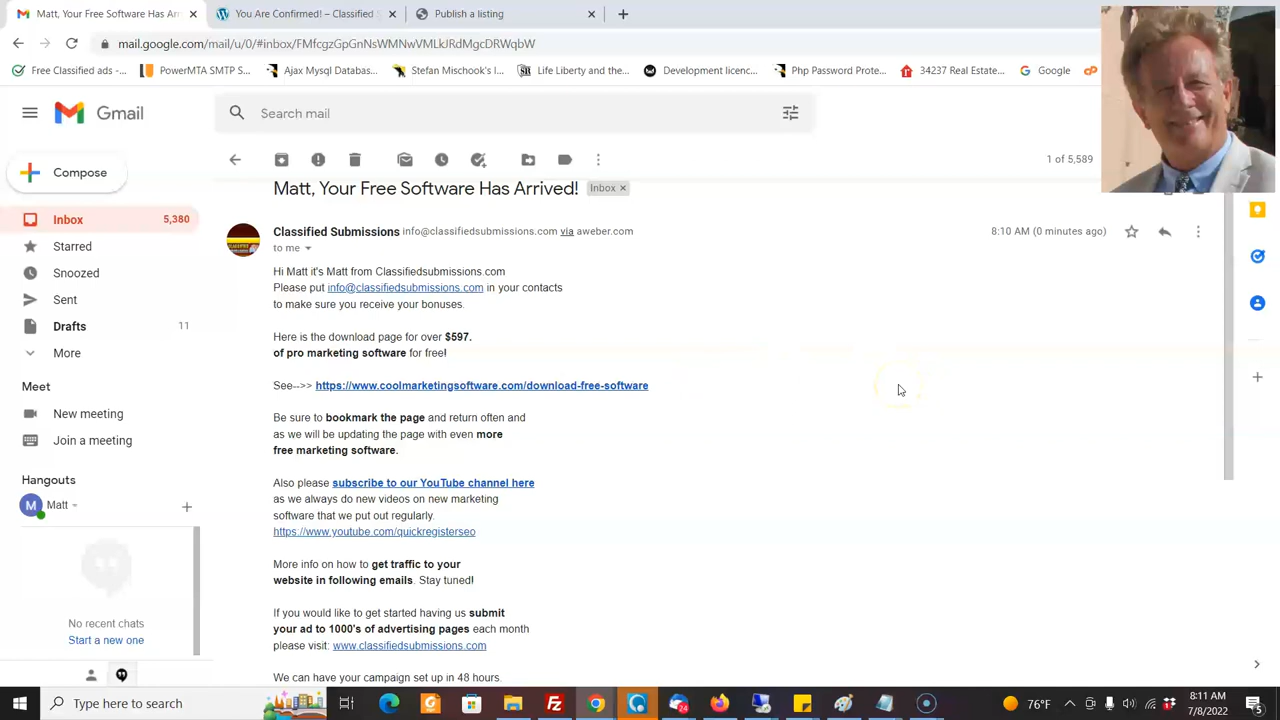 Matt, Your Free Software Has Arr
You Are Confirmed! – Classified S
Publish a listing
mail.google.com/mail/u/0/#inbox/FMfcgzGpGnNsWMNwVMLkJRdMgcDRWqbW
Free Classified ads -...
PowerMTA SMTP S...
Ajax Mysql Databas...
Stefan Mischook's l...
Life Liberty and the...
Development licenc...
Php Password Prote...
34237 Real Estate...
Google
Gmail
Search mail
Compose
1 of 5,589
Matt, Your Free Software Has Arrived!
Inbox
Inbox 5,380
Starred
Snoozed
Sent
Drafts 11
More
Meet
New meeting
Join a meeting
Hangouts
Matt
No recent chats
Start a new one
Classified Submissions info@classifiedsubmissions.com via aweber.com
8:10 AM (0 minutes ago)
to me
Hi Matt it's Matt from Classifiedsubmissions.com
Please put info@classifiedsubmissions.com in your contacts
to make sure you receive your bonuses.
Here is the download page for over $597.
of pro marketing software for free!
See-->> https://www.coolmarketingsoftware.com/download-free-software
Be sure to bookmark the page and return often and
as we will be updating the page with even more
free marketing software.
Also please subscribe to our YouTube channel here
as we always do new videos on new marketing
software that we put out regularly.
https://www.youtube.com/quickregisterseo
More info on how to get traffic to your
website in following emails. Stay tuned!
If you would like to get started having us submit
your ad to 1000's of advertising pages each month
please visit: www.classifiedsubmissions.com
We can have your campaign set up in 48 hours.
Type here to search
24
76°F
8:11 AM
7/8/2022
5